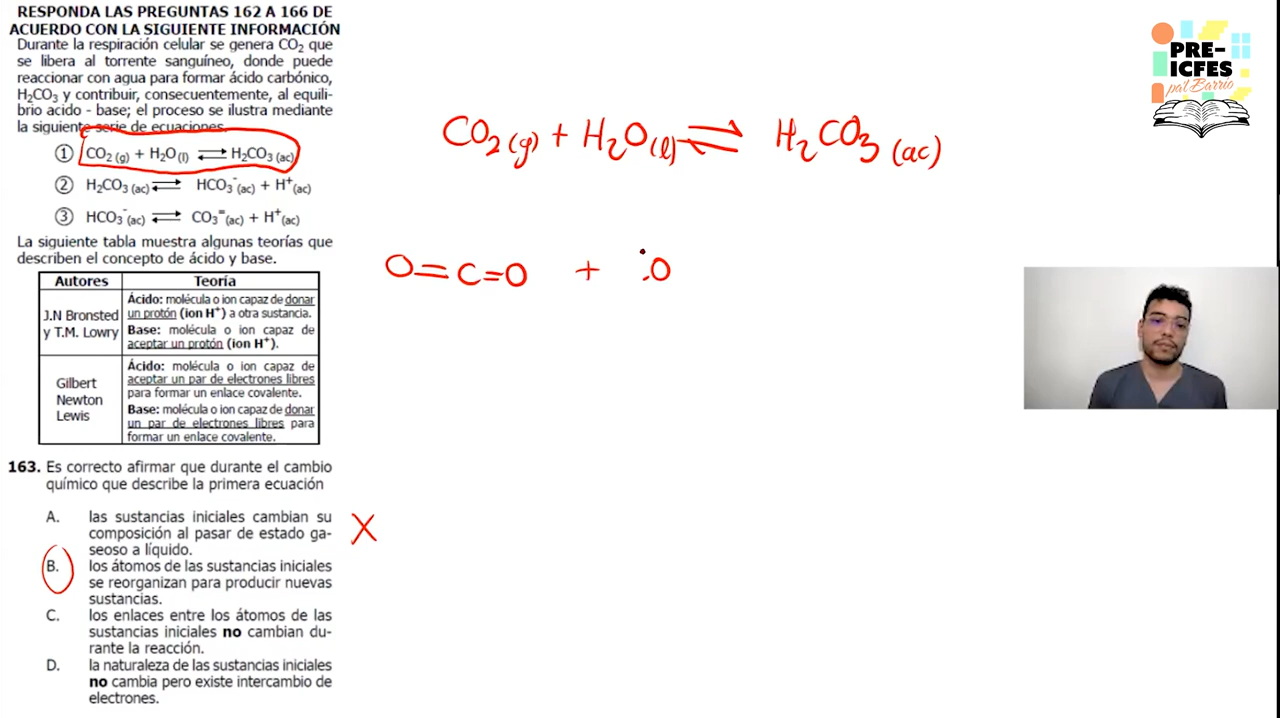 RESPONDA LAS PREGUNTAS 162 A 166 DE
ACUERDO CON LA SIGUIENTE INFORMACIÓN
Durante la respiración celular se genera CO₂ que
se libera al torrente sanguíneo, donde puede
reaccionar con agua para formar ácido carbónico,
H₂CO₃ y contribuir, consecuentemente, al equili-
brio acido - base; el proceso se ilustra mediante
la siguiente serie de ecuaciones
① CO₂ (g) + H₂O (l) ⇌ H₂CO₃ (ac)
② H₂CO₃ (ac) ⇌ HCO₃⁻(ac) + H⁺(ac)
③ HCO₃⁻(ac) ⇌ CO₃⁼(ac) + H⁺(ac)
La siguiente tabla muestra algunas teorías que
describen el concepto de ácido y base.
Autores Teoría
J.N Bronsted
y T.M. Lowry
Ácido: molécula o ion capaz de donar
un protón (ion H⁺) a otra sustancia.
Base: molécula o ion capaz de
aceptar un protón (ion H⁺).
Gilbert
Newton
Lewis
Ácido: molécula o ion capaz de
aceptar un par de electrones libres
para formar un enlace covalente.
Base: molécula o ion capaz de donar
un par de electrones libres para
formar un enlace covalente.
163. Es correcto afirmar que durante el cambio
químico que describe la primera ecuación
A. las sustancias iniciales cambian su
composición al pasar de estado ga-
seoso a líquido.
B. los átomos de las sustancias iniciales
se reorganizan para producir nuevas
sustancias.
C. los enlaces entre los átomos de las
sustancias iniciales no cambian du-
rante la reacción.
D. la naturaleza de las sustancias iniciales
no cambia pero existe intercambio de
electrones.
X
CO₂ (g) + H₂O (l) ⇌ H₂CO₃ (ac)
O=C=O + :O
PRE-
ICFES
pa'l Barrio